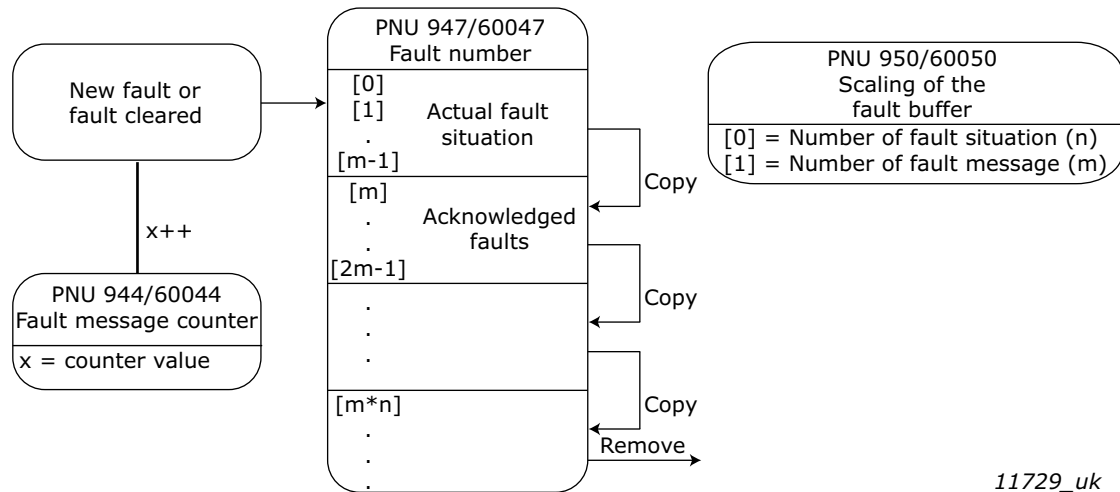 New fault or
fault cleared
x++
PNU 944/60044
Fault message counter
x = counter value
PNU 947/60047
Fault number
[0]
[1]
.
[m-1]
Actual fault
situation
Copy
[m]
.
.
[2m-1]
Acknowledged
faults
Copy
.
.
.
Copy
[m*n]
.
.
.
Remove
PNU 950/60050
Scaling of the
fault buffer
[0] = Number of fault situation (n)
[1] = Number of fault message (m)
11729_uk